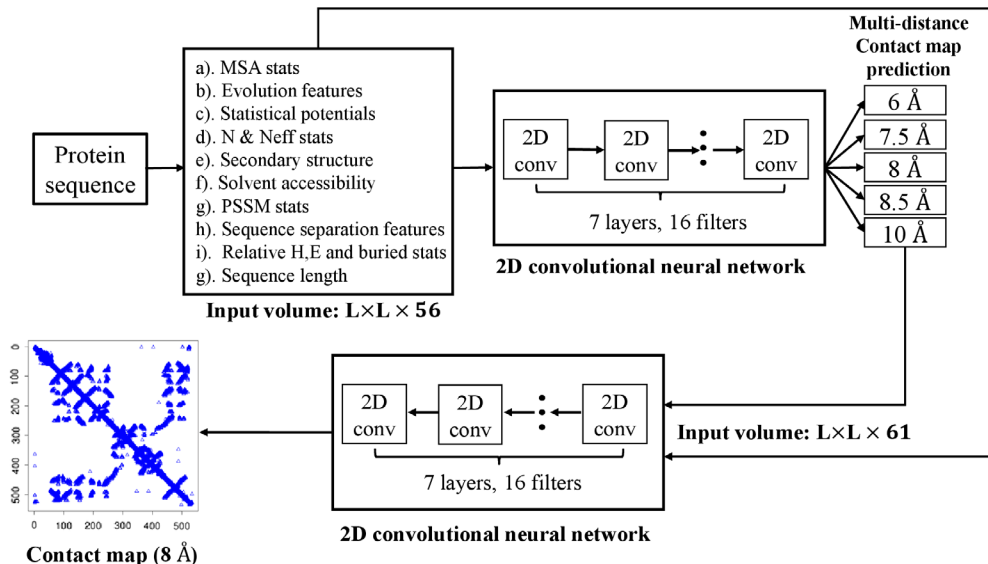 Protein
sequence
a). MSA stats
b). Evolution features
c). Statistical potentials
d). N & Neff stats
e). Secondary structure
f). Solvent accessibility
g). PSSM stats
h). Sequence separation features
i). Relative H,E and buried stats
g). Sequence length
Input volume: L×L × 56
2D
conv
2D
conv
2D
conv
7 layers, 16 filters
2D convolutional neural network
Multi-distance
Contact map
prediction
6 Å
7.5 Å
8 Å
8.5 Å
10 Å
Input volume: L×L × 61
2D
conv
2D
conv
2D
conv
7 layers, 16 filters
2D convolutional neural network
0
100
200
300
400
500
0 100 200 300 400 500
Contact map (8 Å)